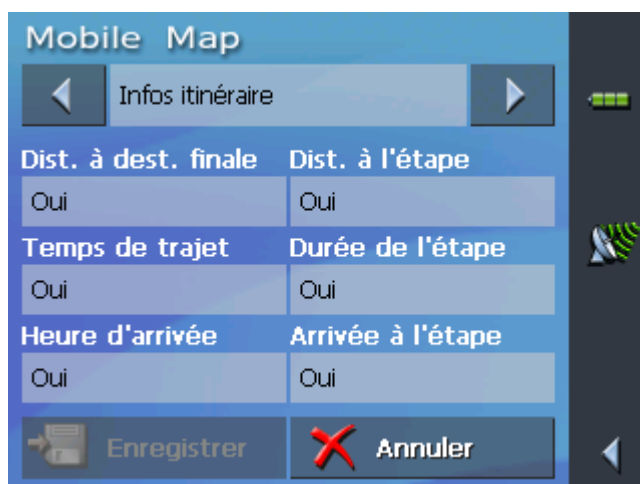 Mobile Map
Infos itinéraire
Dist. à dest. finale Dist. à l'étape
Oui Oui
Temps de trajet Durée de l'étape
Oui Oui
Heure d'arrivée Arrivée à l'étape
Oui Oui
Enregistrer Annuler